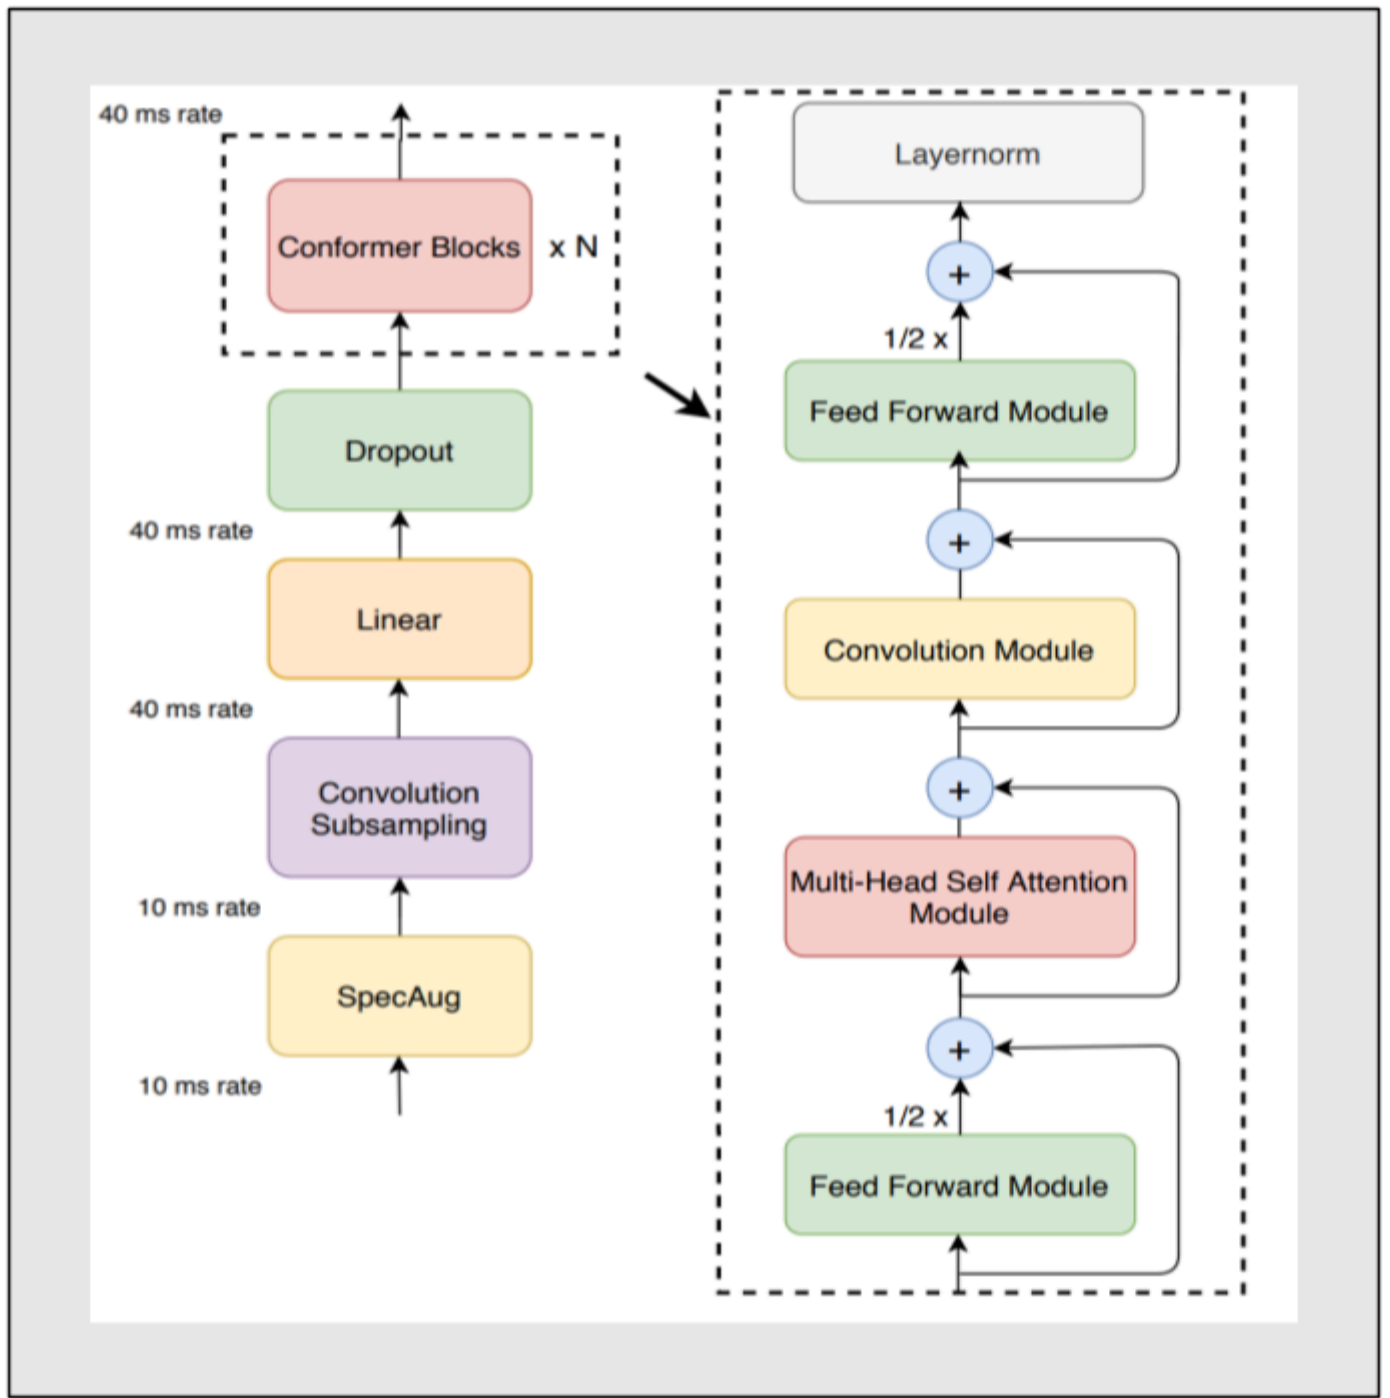 40 ms rate
Conformer Blocks
x N
Dropout
40 ms rate
Linear
40 ms rate
Convolution
Subsampling
10 ms rate
SpecAug
10 ms rate
Layernorm
+
1/2 x
Feed Forward Module
+
Convolution Module
+
Multi-Head Self Attention
Module
+
1/2 x
Feed Forward Module